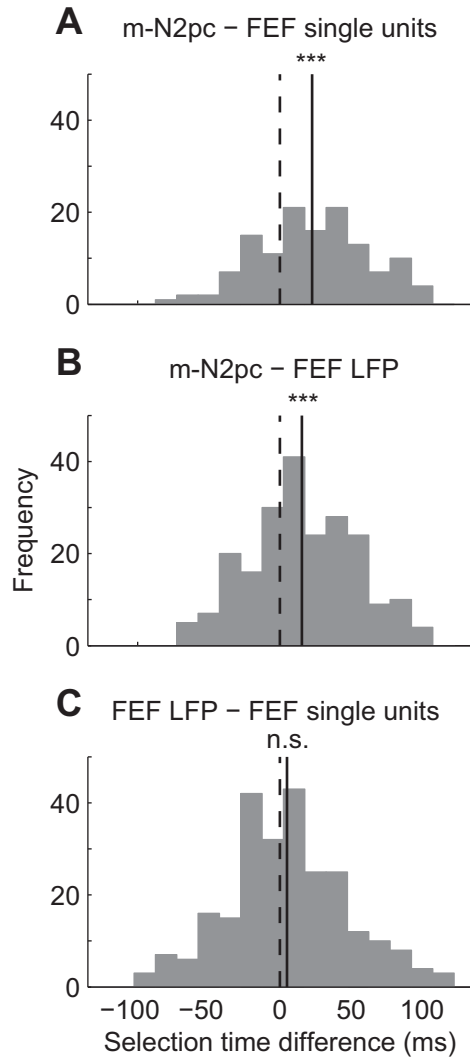 A m-N2pc − FEF single units
***
40
20
0
B m-N2pc − FEF LFP
***
40
20
0
Frequency
C FEF LFP − FEF single units
n.s.
40
20
0
−100 −50 0 50 100
Selection time difference (ms)